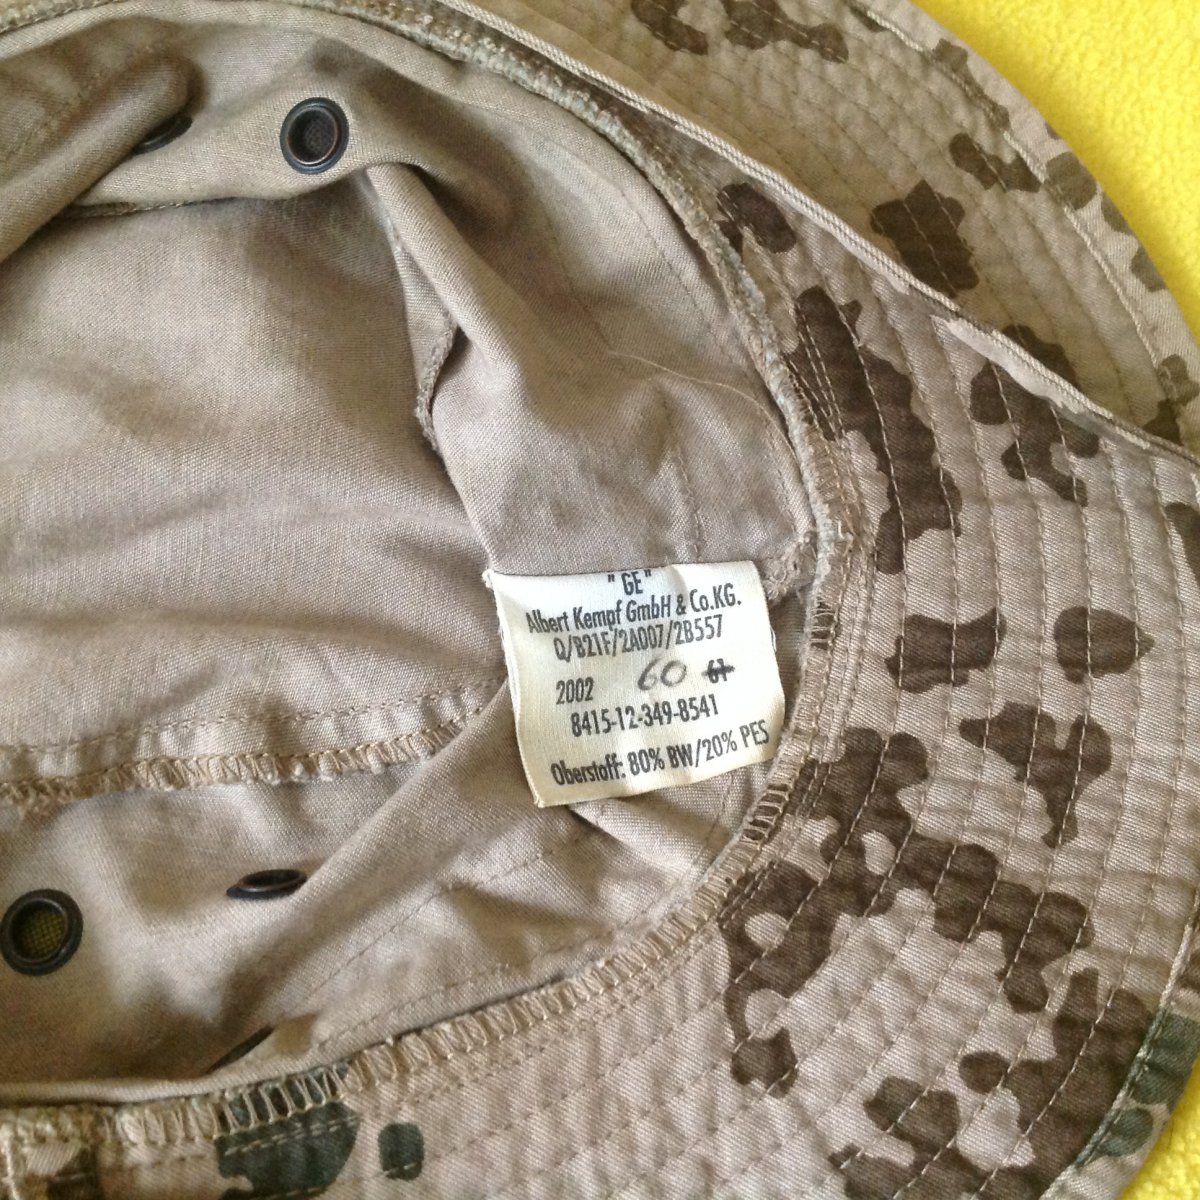 "GE"
Albert Kempf GmbH & Co.KG.
Q/B21F/2A007/2B557
2002 60 61
8415-12-349-8541
Oberstoff: 80% BW/20% PES